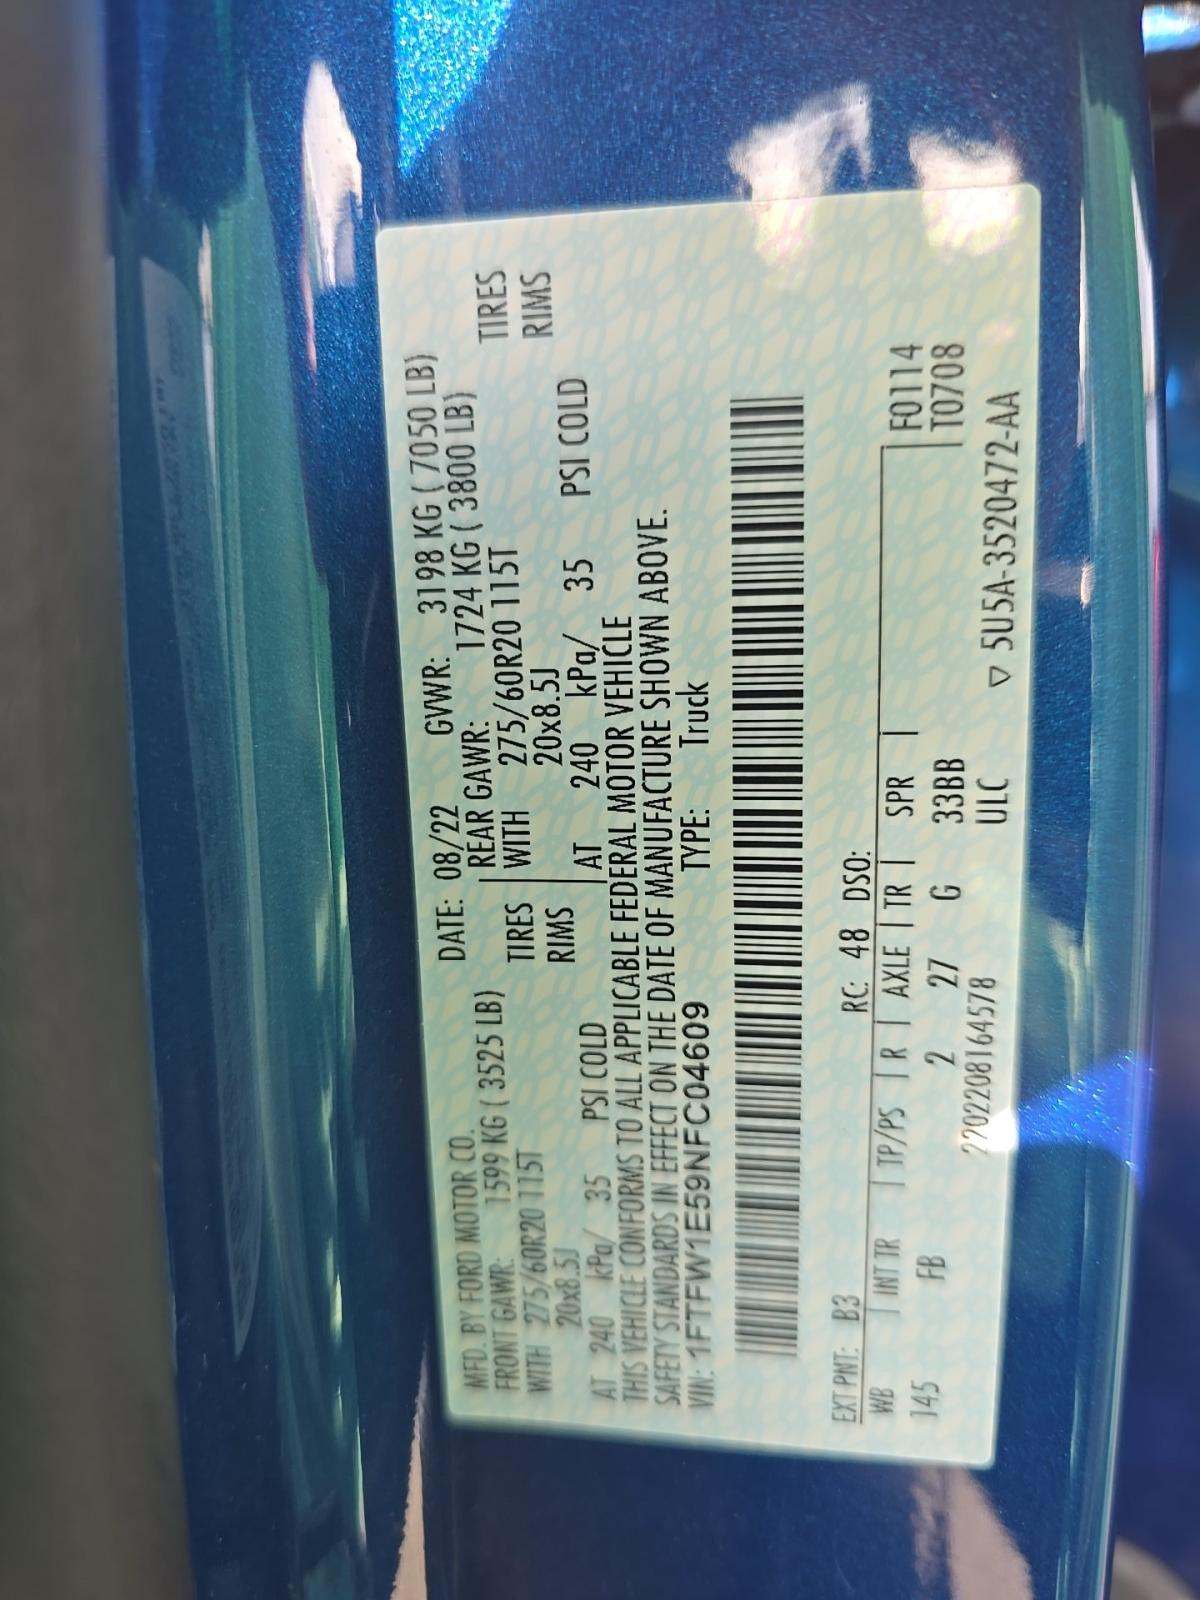 MFD. BY FORD MOTOR CO. DATE: 08/22 GVWR: 3198 KG ( 7050 LB)
FRONT GAWR: 1599 KG ( 3525 LB) REAR GAWR: 1724 KG ( 3800 LB)
WITH 275/60R20 115T TIRES WITH 275/60R20 115T TIRES
20x8.5J RIMS 20x8.5J RIMS
AT 240 kPa/ 35 PSI COLD AT 240 kPa/ 35 PSI COLD
THIS VEHICLE CONFORMS TO ALL APPLICABLE FEDERAL MOTOR VEHICLE
SAFETY STANDARDS IN EFFECT ON THE DATE OF MANUFACTURE SHOWN ABOVE.
VIN: 1FTFW1E59NFC04609 TYPE: Truck
EXT PNT: B3 RC: 48 DSO:
WB INT TR TP/PS R AXLE TR SPR F0114
145 FB 2 27 G 33BB T0708
2202208164578 ULC ▽ 5U5A-3520472-AA